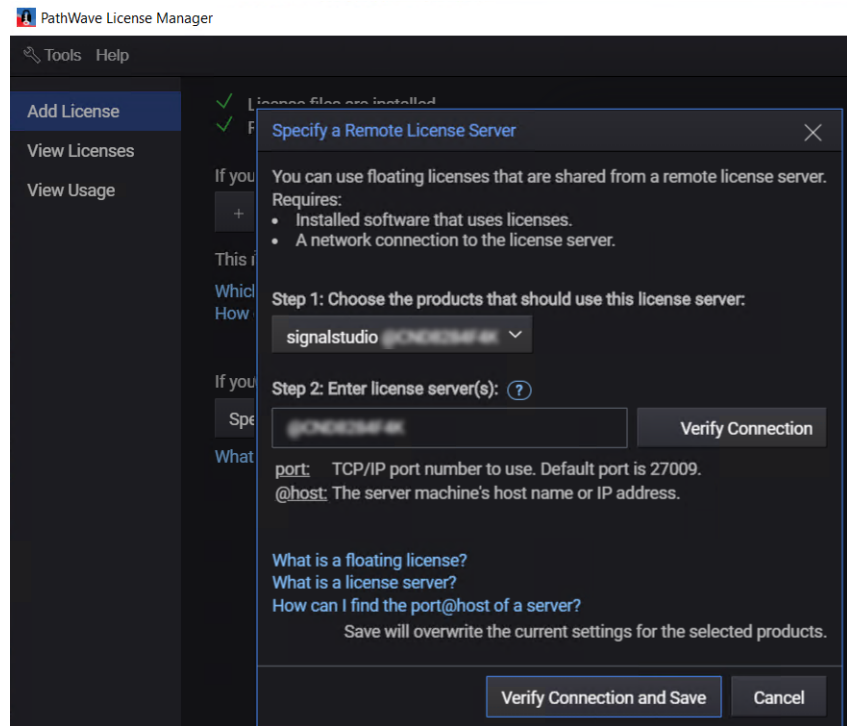 PathWave License Manager
Tools Help
Add License
View Licenses
View Usage
License files are installed
If you
+
This
Which
How
If you
Spe
What
Specify a Remote License Server
You can use floating licenses that are shared from a remote license server.
Requires:
• Installed software that uses licenses.
• A network connection to the license server.
Step 1: Choose the products that should use this license server:
signalstudio
Step 2: Enter license server(s): ?
Verify Connection
port: TCP/IP port number to use. Default port is 27009.
@host: The server machine's host name or IP address.
What is a floating license?
What is a license server?
How can I find the port@host of a server?
Save will overwrite the current settings for the selected products.
Verify Connection and Save Cancel